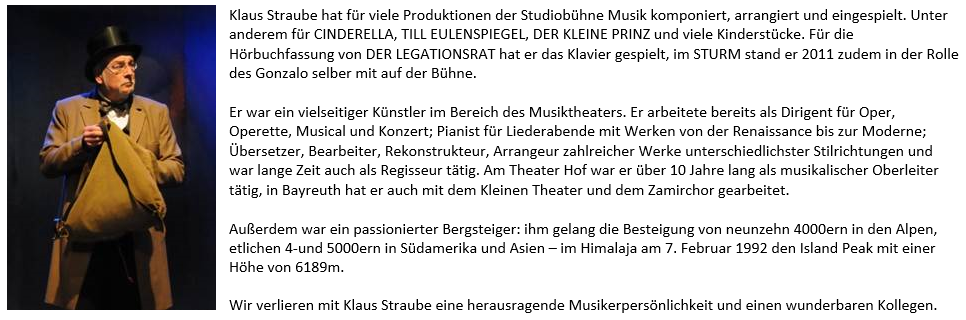 Klaus Straube hat für viele Produktionen der Studiobühne Musik komponiert, arrangiert und eingespielt. Unter
anderem für CINDERELLA, TILL EULENSPIEGEL, DER KLEINE PRINZ und viele Kinderstücke. Für die
Hörbuchfassung von DER LEGATIONSRAT hat er das Klavier gespielt, im STURM stand er 2011 zudem in der Rolle
des Gonzalo selber mit auf der Bühne.
Er war ein vielseitiger Künstler im Bereich des Musiktheaters. Er arbeitete bereits als Dirigent für Oper,
Operette, Musical und Konzert; Pianist für Liederabende mit Werken von der Renaissance bis zur Moderne;
Übersetzer, Bearbeiter, Rekonstrukteur, Arrangeur zahlreicher Werke unterschiedlichster Stilrichtungen und
war lange Zeit auch als Regisseur tätig. Am Theater Hof war er über 10 Jahre lang als musikalischer Oberleiter
tätig, in Bayreuth hat er auch mit dem Kleinen Theater und dem Zamirchor gearbeitet.
Außerdem war ein passionierter Bergsteiger: ihm gelang die Besteigung von neunzehn 4000ern in den Alpen,
etlichen 4-und 5000ern in Südamerika und Asien – im Himalaja am 7. Februar 1992 den Island Peak mit einer
Höhe von 6189m.
Wir verlieren mit Klaus Straube eine herausragende Musikerpersönlichkeit und einen wunderbaren Kollegen.